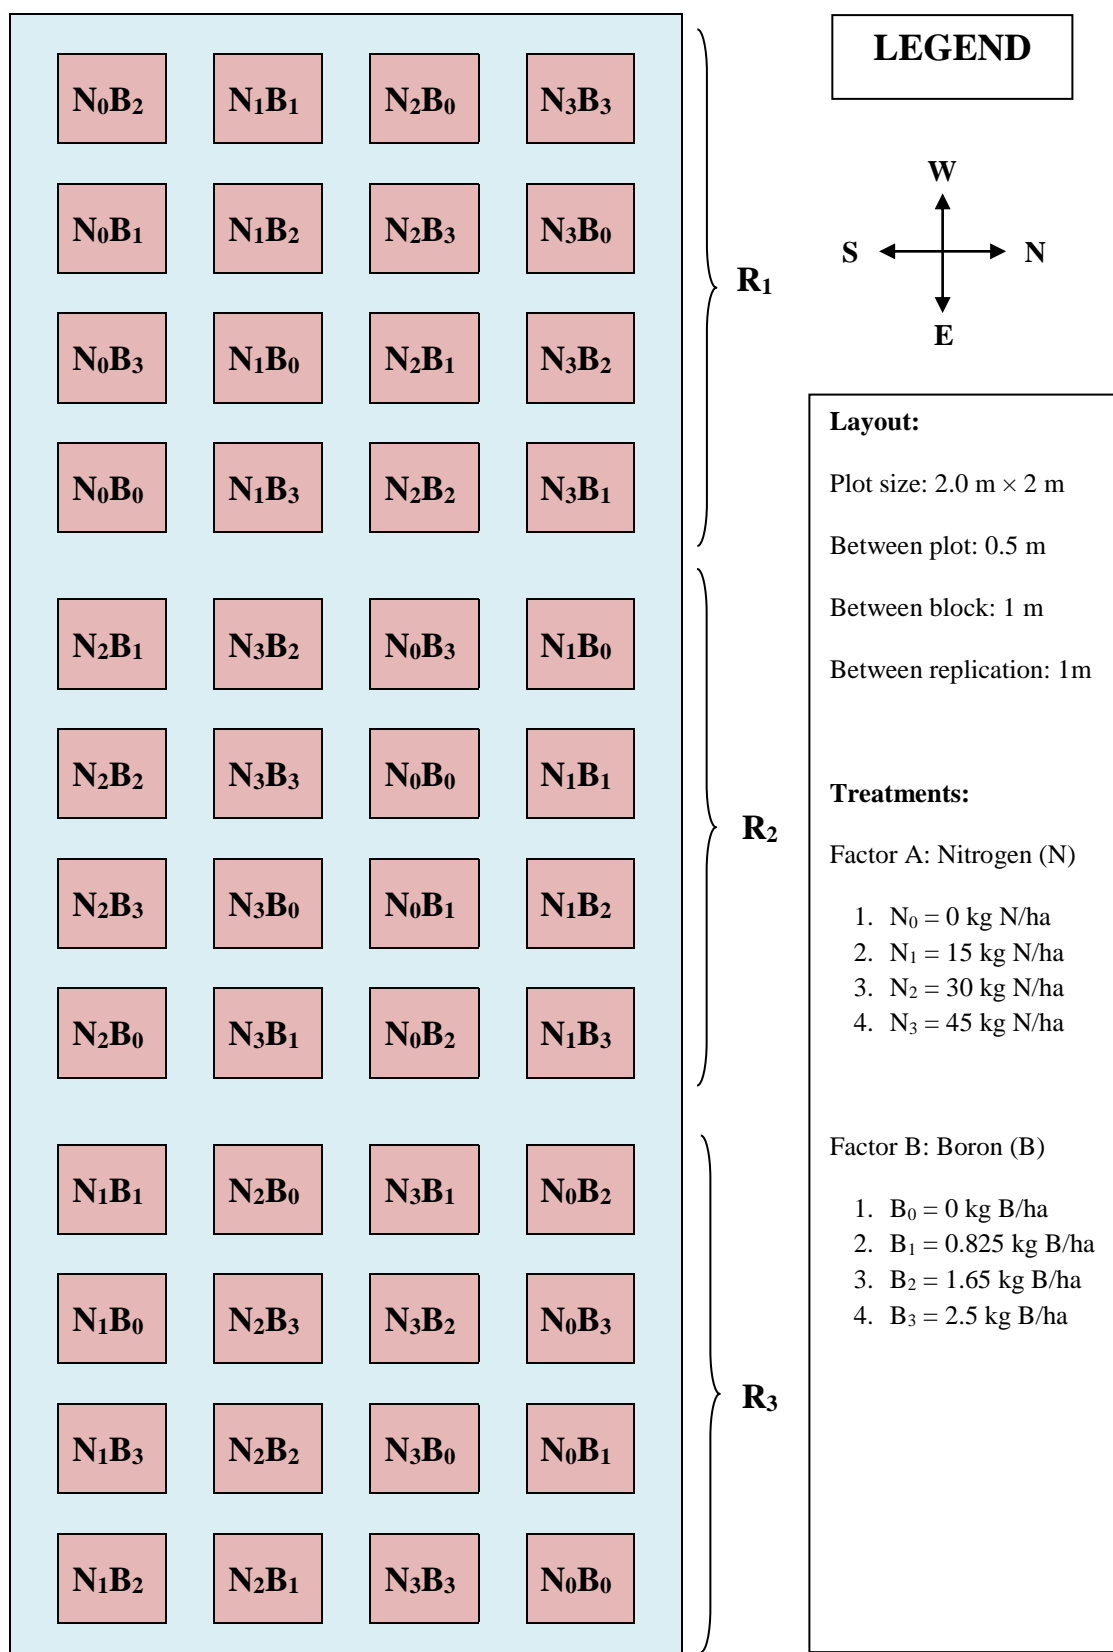 N₀B₂ N₁B₁ N₂B₀ N₃B₃
N₀B₁ N₁B₂ N₂B₃ N₃B₀
N₀B₃ N₁B₀ N₂B₁ N₃B₂
N₀B₀ N₁B₃ N₂B₂ N₃B₁
R₁
N₂B₁ N₃B₂ N₀B₃ N₁B₀
N₂B₂ N₃B₃ N₀B₀ N₁B₁
N₂B₃ N₃B₀ N₀B₁ N₁B₂
N₂B₀ N₃B₁ N₀B₂ N₁B₃
R₂
N₁B₁ N₂B₀ N₃B₁ N₀B₂
N₁B₀ N₂B₃ N₃B₂ N₀B₃
N₁B₃ N₂B₂ N₃B₀ N₀B₁
N₁B₂ N₂B₁ N₃B₃ N₀B₀
R₃
LEGEND
W
S N
E
Layout:
Plot size: 2.0 m × 2 m
Between plot: 0.5 m
Between block: 1 m
Between replication: 1m
Treatments:
Factor A: Nitrogen (N)
1. N₀ = 0 kg N/ha
2. N₁ = 15 kg N/ha
3. N₂ = 30 kg N/ha
4. N₃ = 45 kg N/ha
Factor B: Boron (B)
1. B₀ = 0 kg B/ha
2. B₁ = 0.825 kg B/ha
3. B₂ = 1.65 kg B/ha
4. B₃ = 2.5 kg B/ha